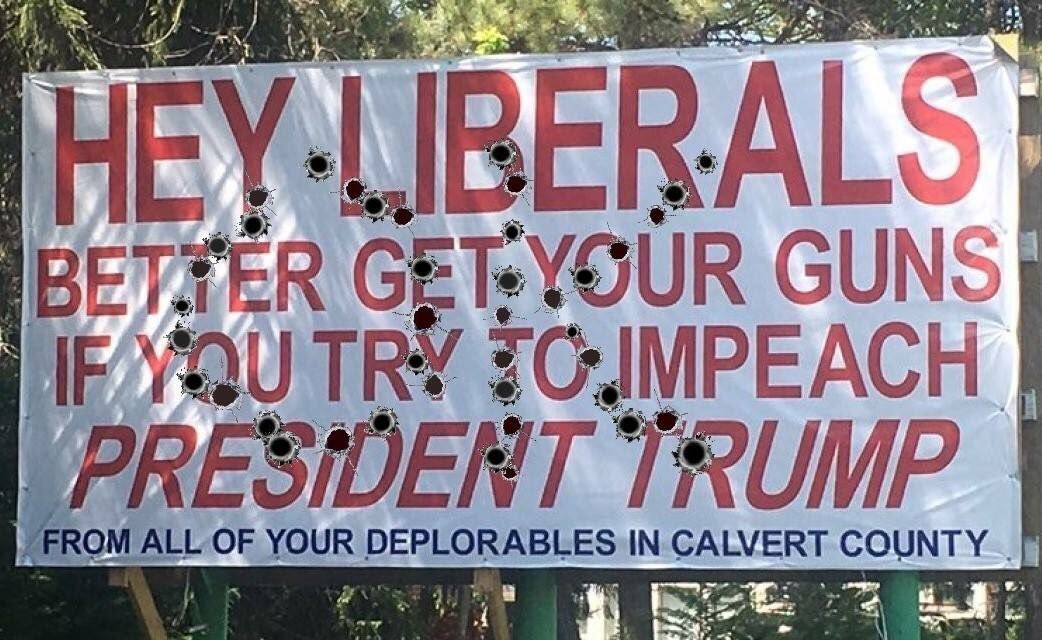 HEY LIBERALS
BETTER GET YOUR GUNS
IF YOU TRY TO IMPEACH
PRESIDENT TRUMP
FROM ALL OF YOUR DEPLORABLES IN CALVERT COUNTY
OK